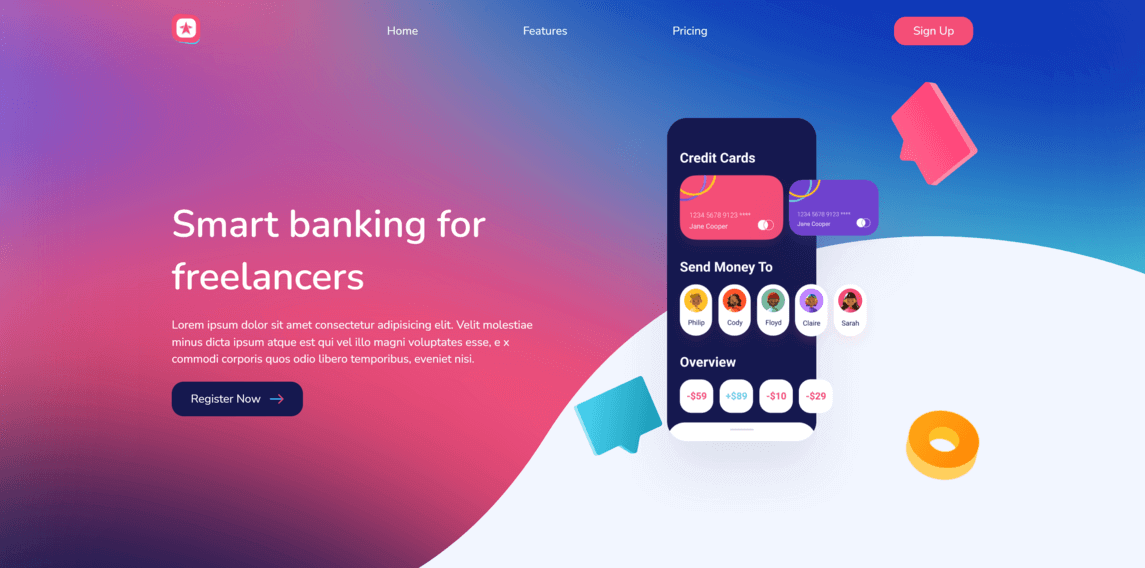 Home
Features
Pricing
Sign Up
Smart banking for
freelancers
Lorem ipsum dolor sit amet consectetur adipisicing elit. Velit molestiae
minus dicta ipsum atque est qui vel illo magni voluptates esse, e x
commodi corporis quos odio libero temporibus, eveniet nisi.
Register Now
Credit Cards
1234 5678 9123 ****
Jane Cooper
1234 5678 9123 ****
Jane Cooper
Send Money To
Philip
Cody
Floyd
Claire
Sarah
Overview
-$59
+$89
-$10
-$29